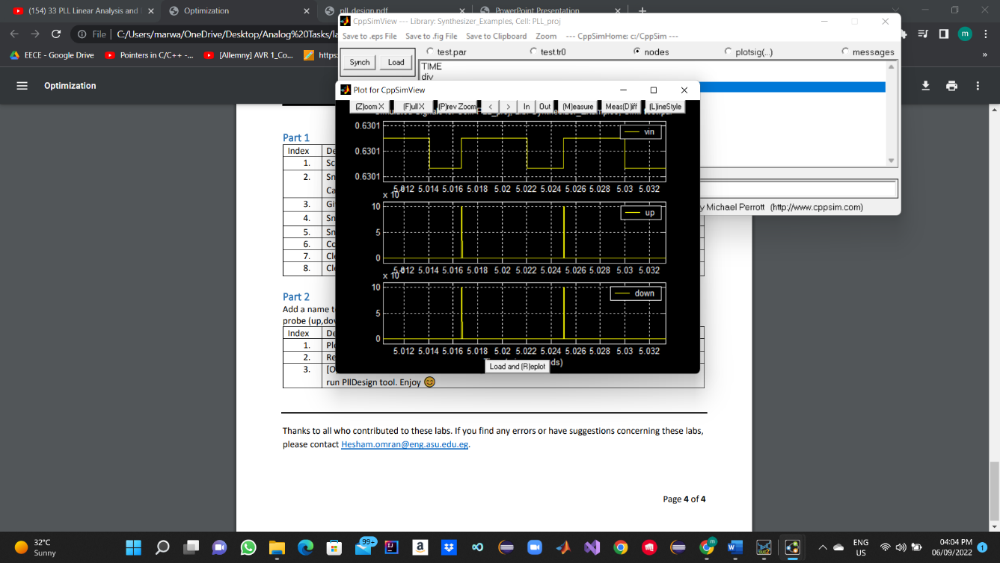 (154) 33 PLL Linear Analysis and
Optimization
pll_design.pdf
PowerPoint Presentation
File
C:/Users/marwa/OneDrive/Desktop/Analog%20Tasks/la
m
EECE - Google Drive
Pointers in C/C++ -...
[Allemny] AVR 1_Co...
https:
»
Optimization
CppSimView --- Library: Synthesizer_Examples, Cell: PLL_proj
Save to .eps File Save to .fig File Save to Clipboard Zoom --- CppSimHome: c:/CppSim ---
Synch Load
test.par test.tr0 nodes plotsig(...) messages
TIME
div
y Michael Perrott (http://www.cppsim.com)
Plot for CppSimView
(Z)oom X (F)ull X (P)rev Zoom < > In Out (M)easure Meas(D)iff (L)ineStyle
0.6301
0.6301
0.6301
vin
5.012 5.014 5.016 5.018 5.02 5.022 5.024 5.026 5.028 5.03 5.032
x 10
10
5
0
up
5.012 5.014 5.016 5.018 5.02 5.022 5.024 5.026 5.028 5.03 5.032
x 10
10
5
0
down
5.012 5.014 5.016 5.018 5.02 5.022 5.024 5.026 5.028 5.03 5.032
ds)
Load and (R)eplot
Part 1
Index De
1. Sc
2. Sn
Ca
3. Gi
4. Sn
5. Sn
6. Co
7. Cl
8. Cl
Part 2
Add a name t
probe (up,dov
Index De
1. Pl
2. Re
3. [O
run PllDesign tool. Enjoy 😊
Thanks to all who contributed to these labs. If you find any errors or have suggestions concerning these labs,
please contact Hesham.omran@eng.asu.edu.eg.
Page 4 of 4
32°C
Sunny
99+
ENG
US
04:04 PM
06/09/2022
1